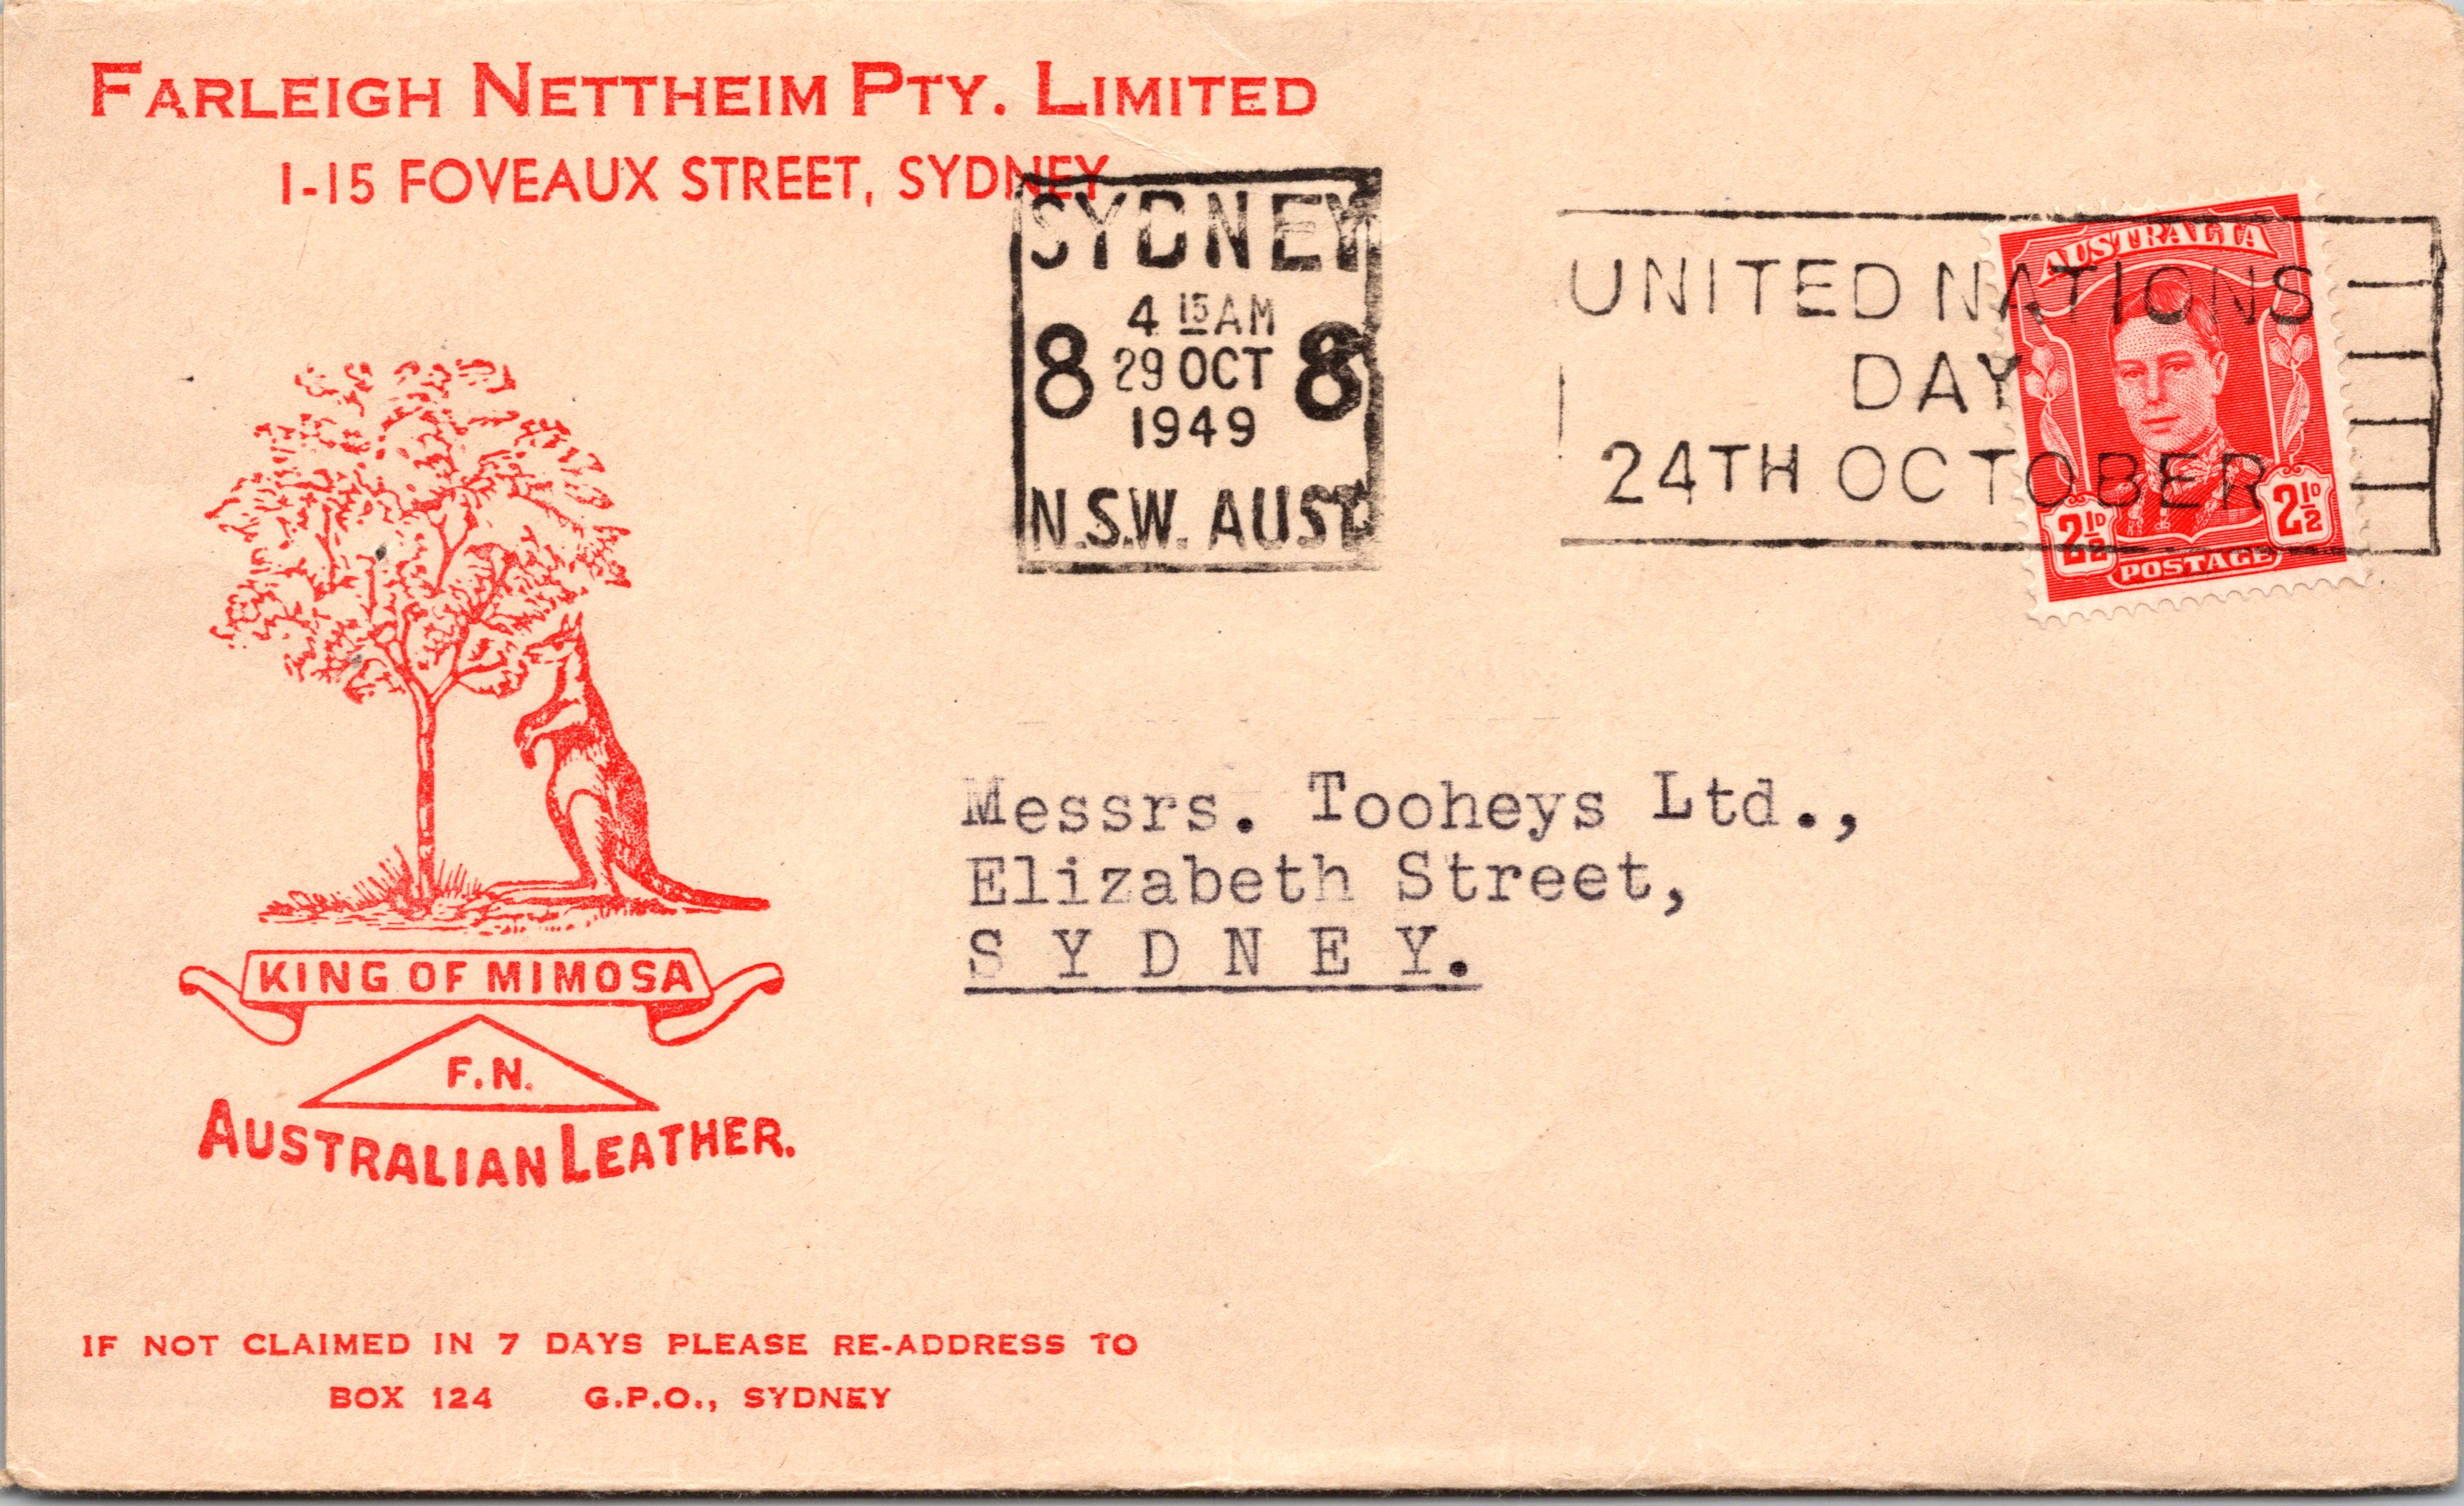 FARLEIGH NETTHEIM PTY. LIMITED
1-15 FOVEAUX STREET, SYDNEY
SYDNEY
4 15 AM
8 29 OCT 8
1949
N.S.W. AUST
UNITED NATIONS
DAY
24TH OCTOBER
AUSTRALIA
2½D 2½D
POSTAGE
Messrs. Tooheys Ltd.,
Elizabeth Street,
S Y D N E Y.
KING OF MIMOSA
F.N.
AUSTRALIAN LEATHER.
IF NOT CLAIMED IN 7 DAYS PLEASE RE-ADDRESS TO
BOX 124 G.P.O., SYDNEY